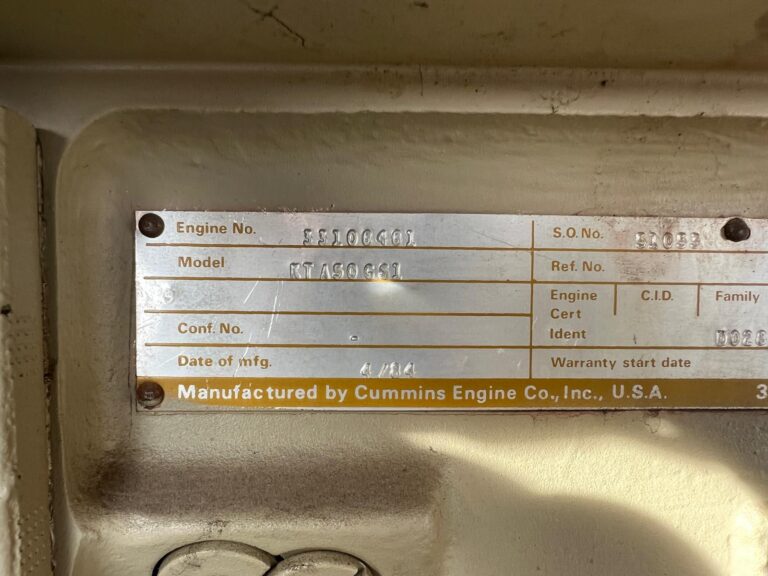 Engine No.
S.O. No.
Model KTA50GS1
Ref. No.
Engine Cert Ident C.I.D. Family
Conf. No. -
Date of mfg. 4/84
Warranty start date
Manufactured by Cummins Engine Co., Inc., U.S.A. 3